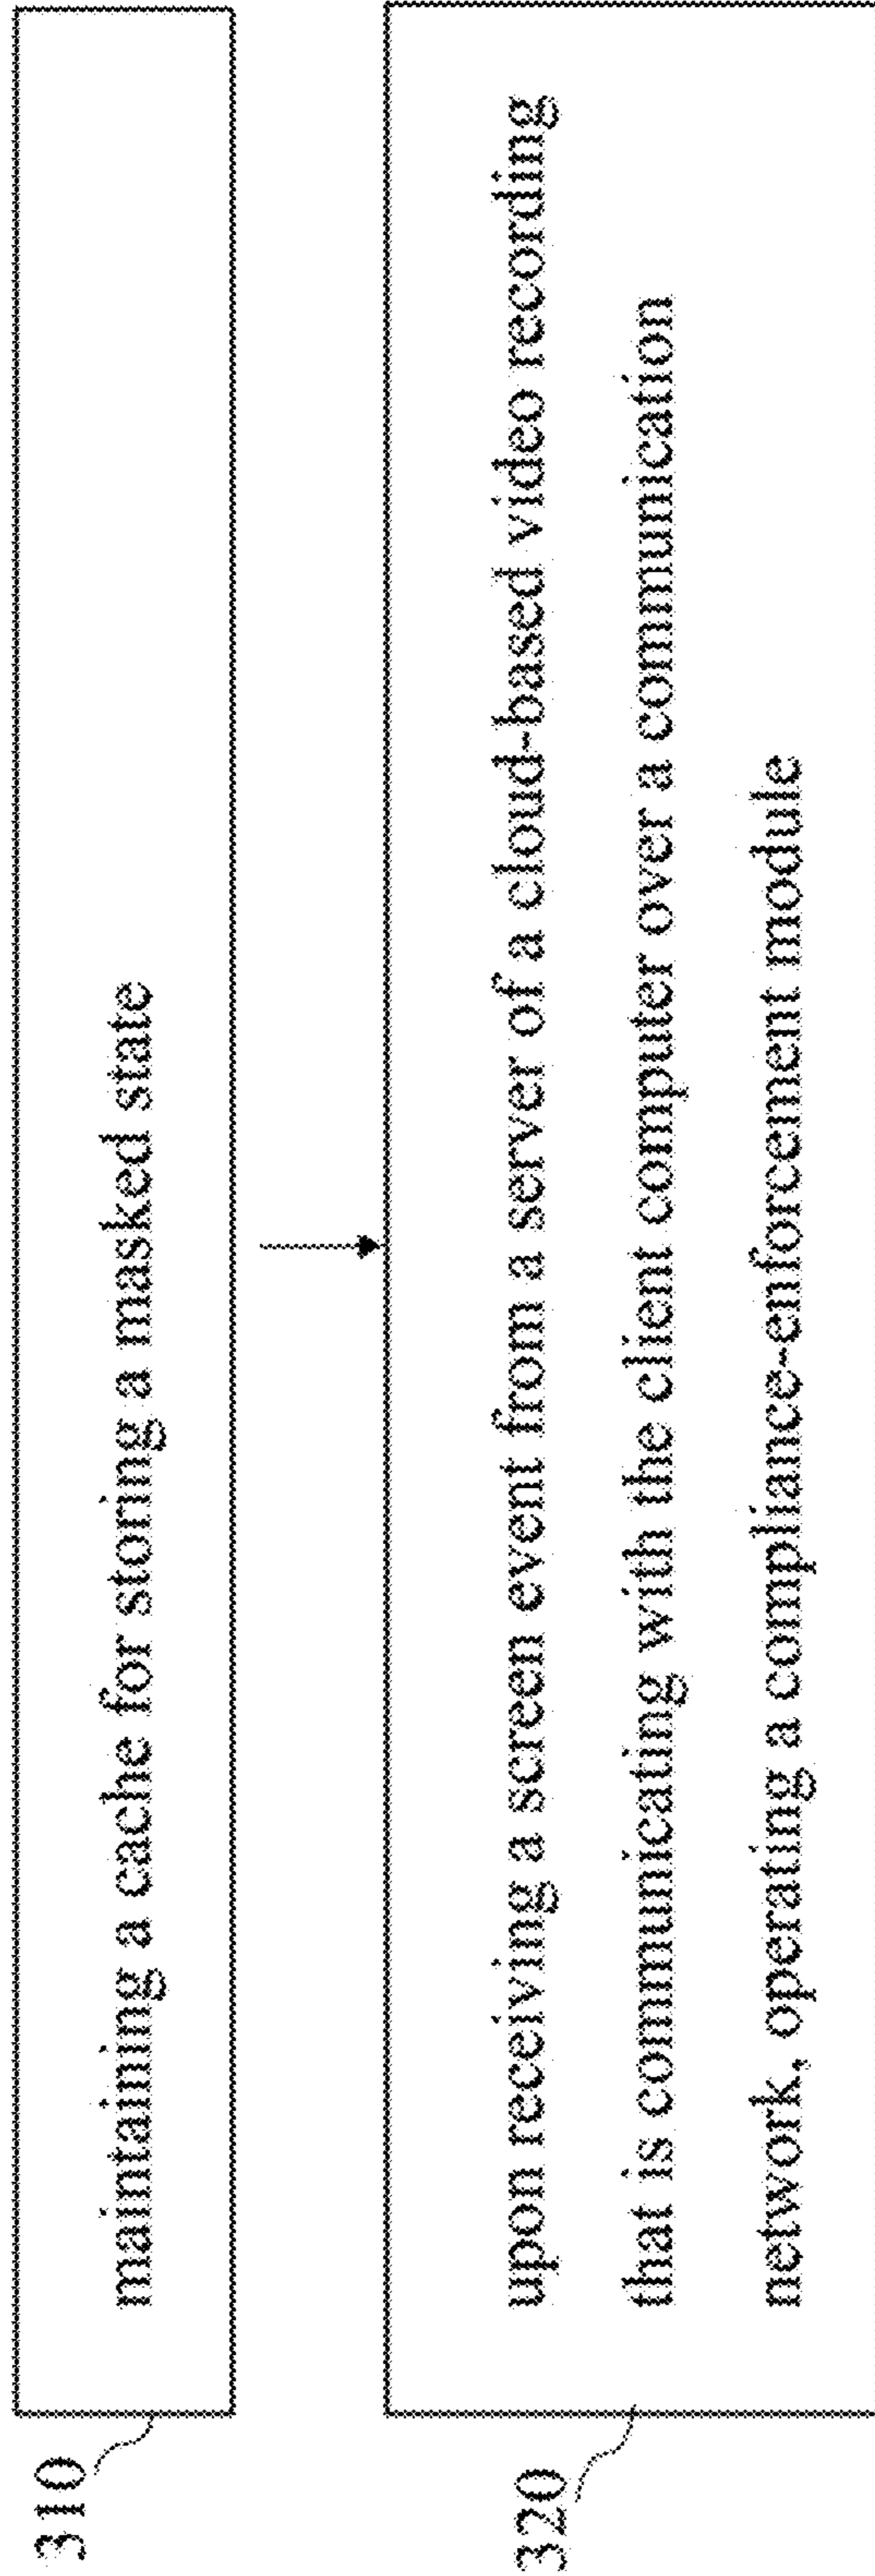 310
maintaining a cache for storing a masked state
320
upon receiving a screen event from a server of a cloud-based video recording
that is communicating with the client computer over a communication
network, operating a compliance-enforcement module